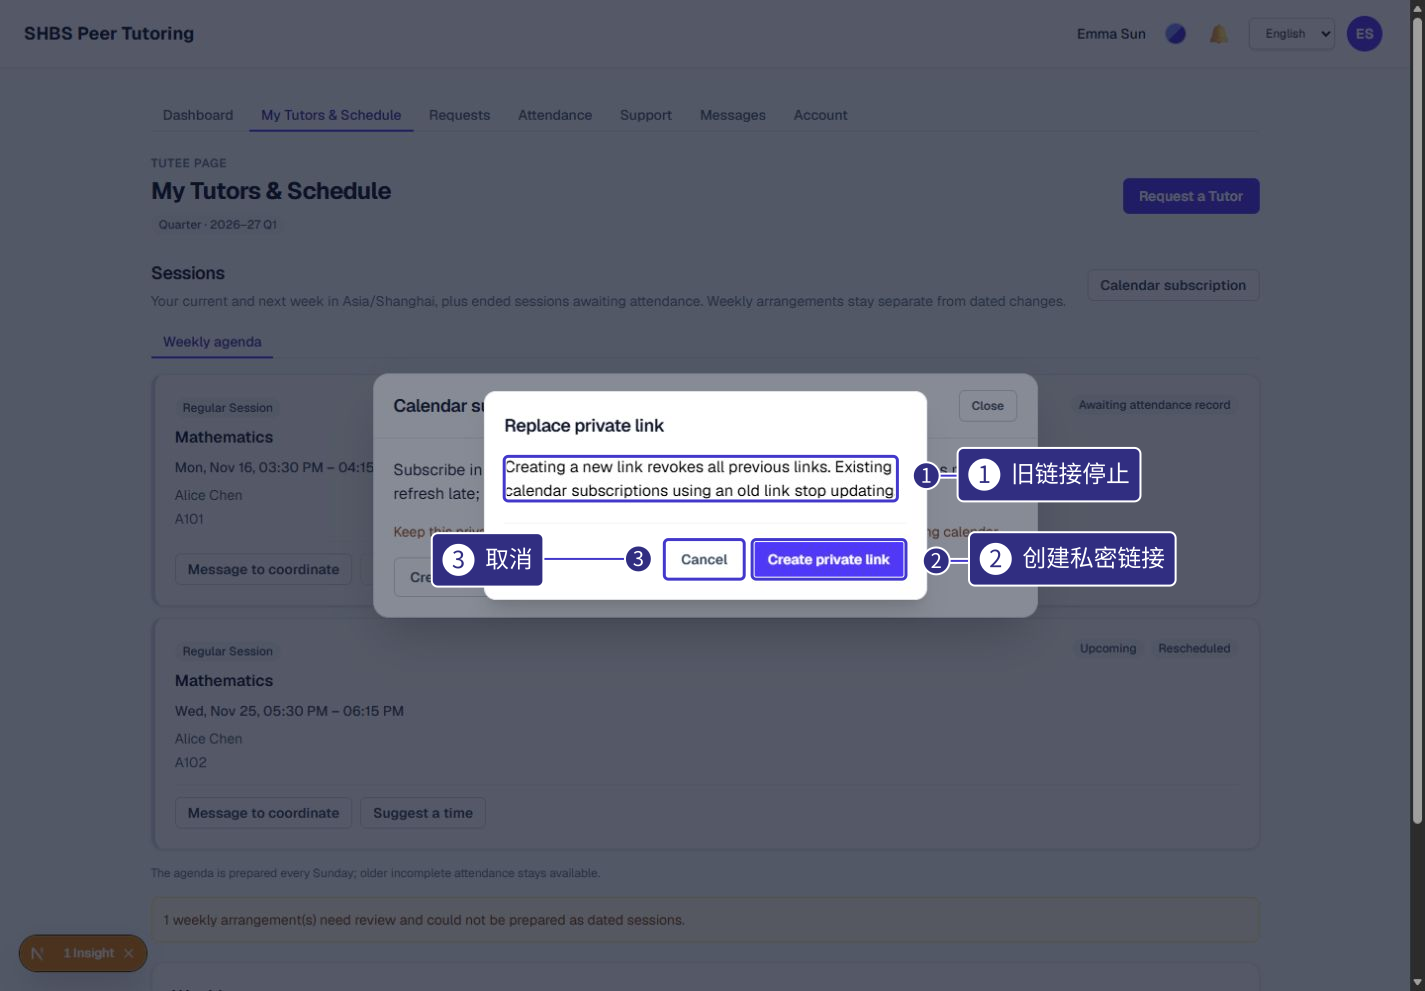 SHBS Peer Tutoring
Emma Sun
English
ES
Dashboard
My Tutors & Schedule
Requests
Attendance
Support
Messages
Account
TUTEE PAGE
My Tutors & Schedule
Request a Tutor
Quarter · 2026–27 Q1
Sessions
Your current and next week in Asia/Shanghai, plus ended sessions awaiting attendance. Weekly arrangements stay separate from dated changes.
Calendar subscription
Weekly agenda
Regular Session
Awaiting attendance record
Mathematics
Mon, Nov 16, 03:30 PM – 04:15
Alice Chen
A101
Message to coordinate
Calendar
Close
Subscribe in
refresh late;
Keep this
calendar
Replace private link
Creating a new link revokes all previous links. Existing
calendar subscriptions using an old link stop updating
1
1 旧链接停止
3 取消
3
Cancel
Create private link
2
2 创建私密链接
Regular Session
Upcoming
Rescheduled
Mathematics
Wed, Nov 25, 05:30 PM – 06:15 PM
Alice Chen
A102
Message to coordinate
Suggest a time
The agenda is prepared every Sunday; older incomplete attendance stays available.
1 weekly arrangement(s) need review and could not be prepared as dated sessions.
N
1 Insight